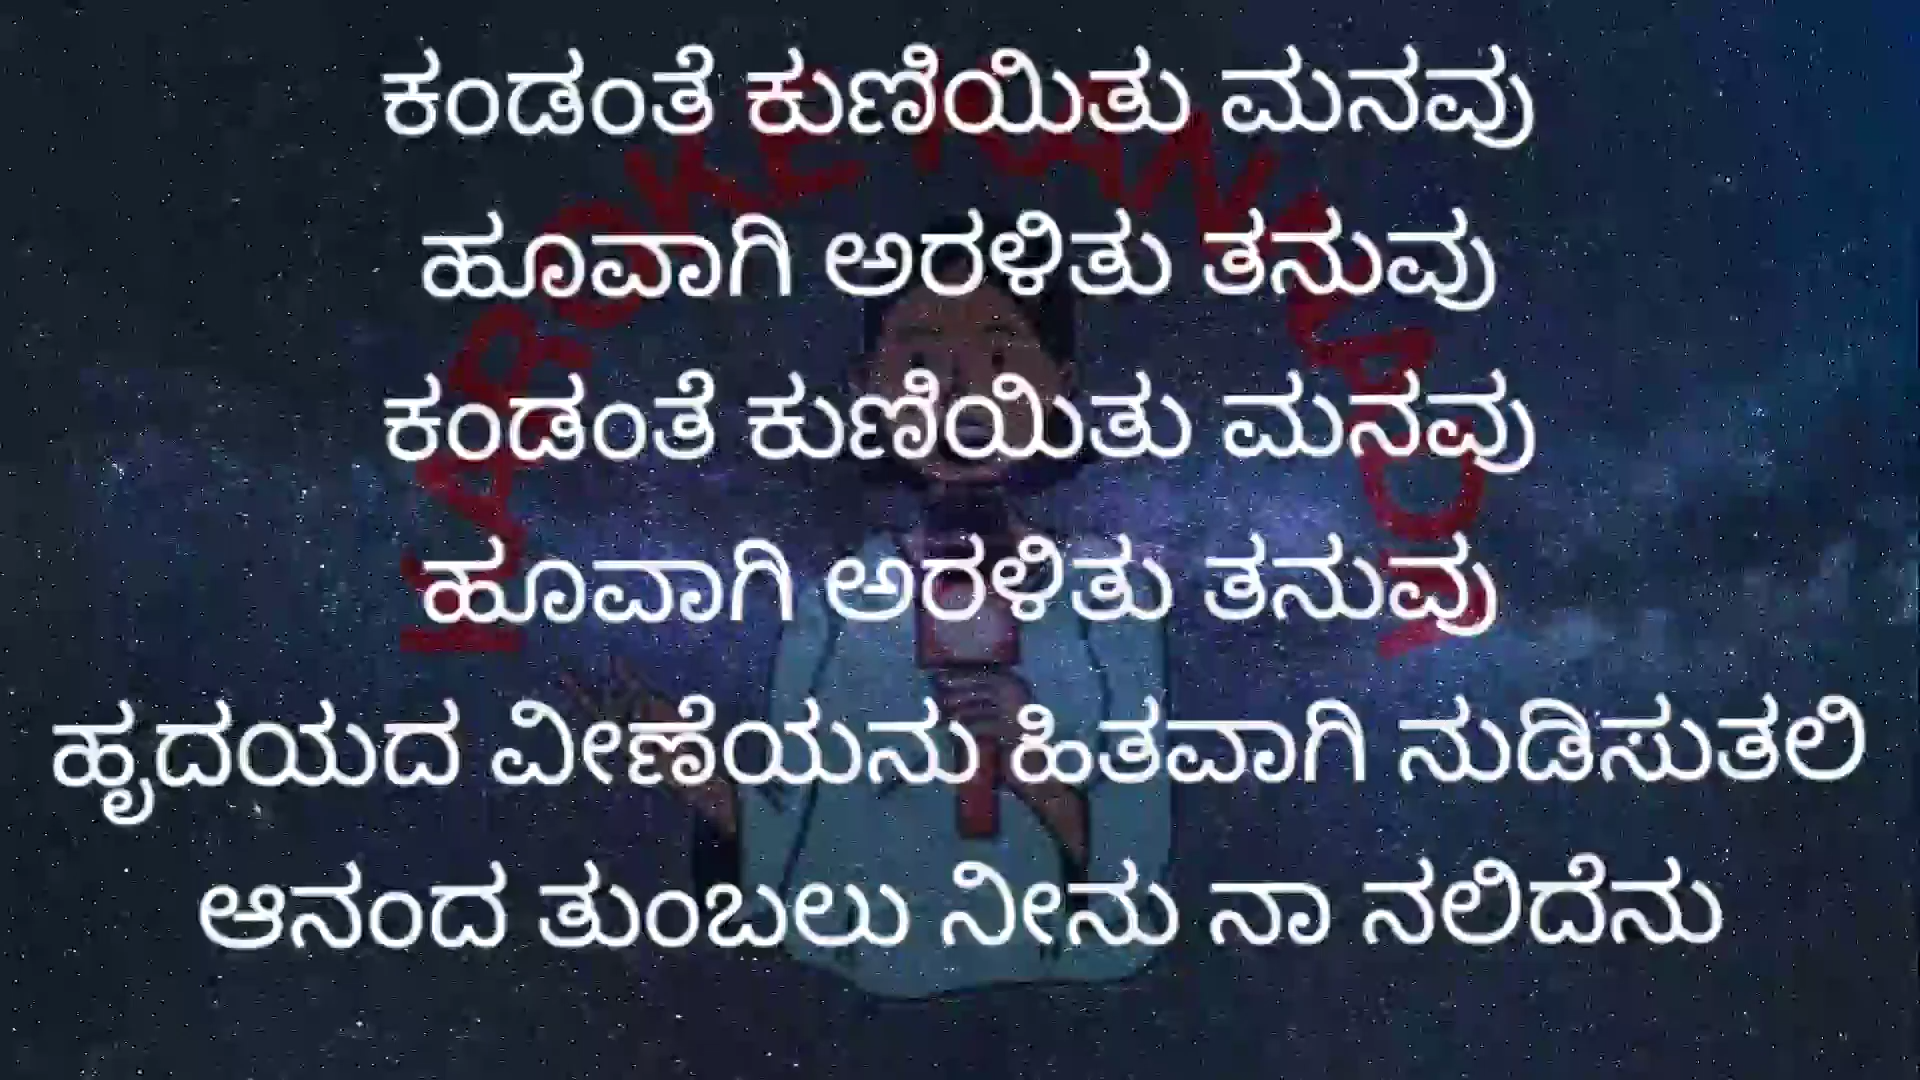 ಕಂಡಂತೆ ಕುಣಿಯಿತು ಮನವು
ಹೂವಾಗಿ ಅರಳಿತು ತನುವು
ಕಂಡಂತೆ ಕುಣಿಯಿತು ಮನವು
ಹೂವಾಗಿ ಅರಳಿತು ತನುವು
ಹೃದಯದ ವೀಣೆಯನು ಹಿತವಾಗಿ ನುಡಿಸುತಲಿ
ಆನಂದ ತುಂಬಲು ನೀನು ನಾ ನಲಿದೆನು